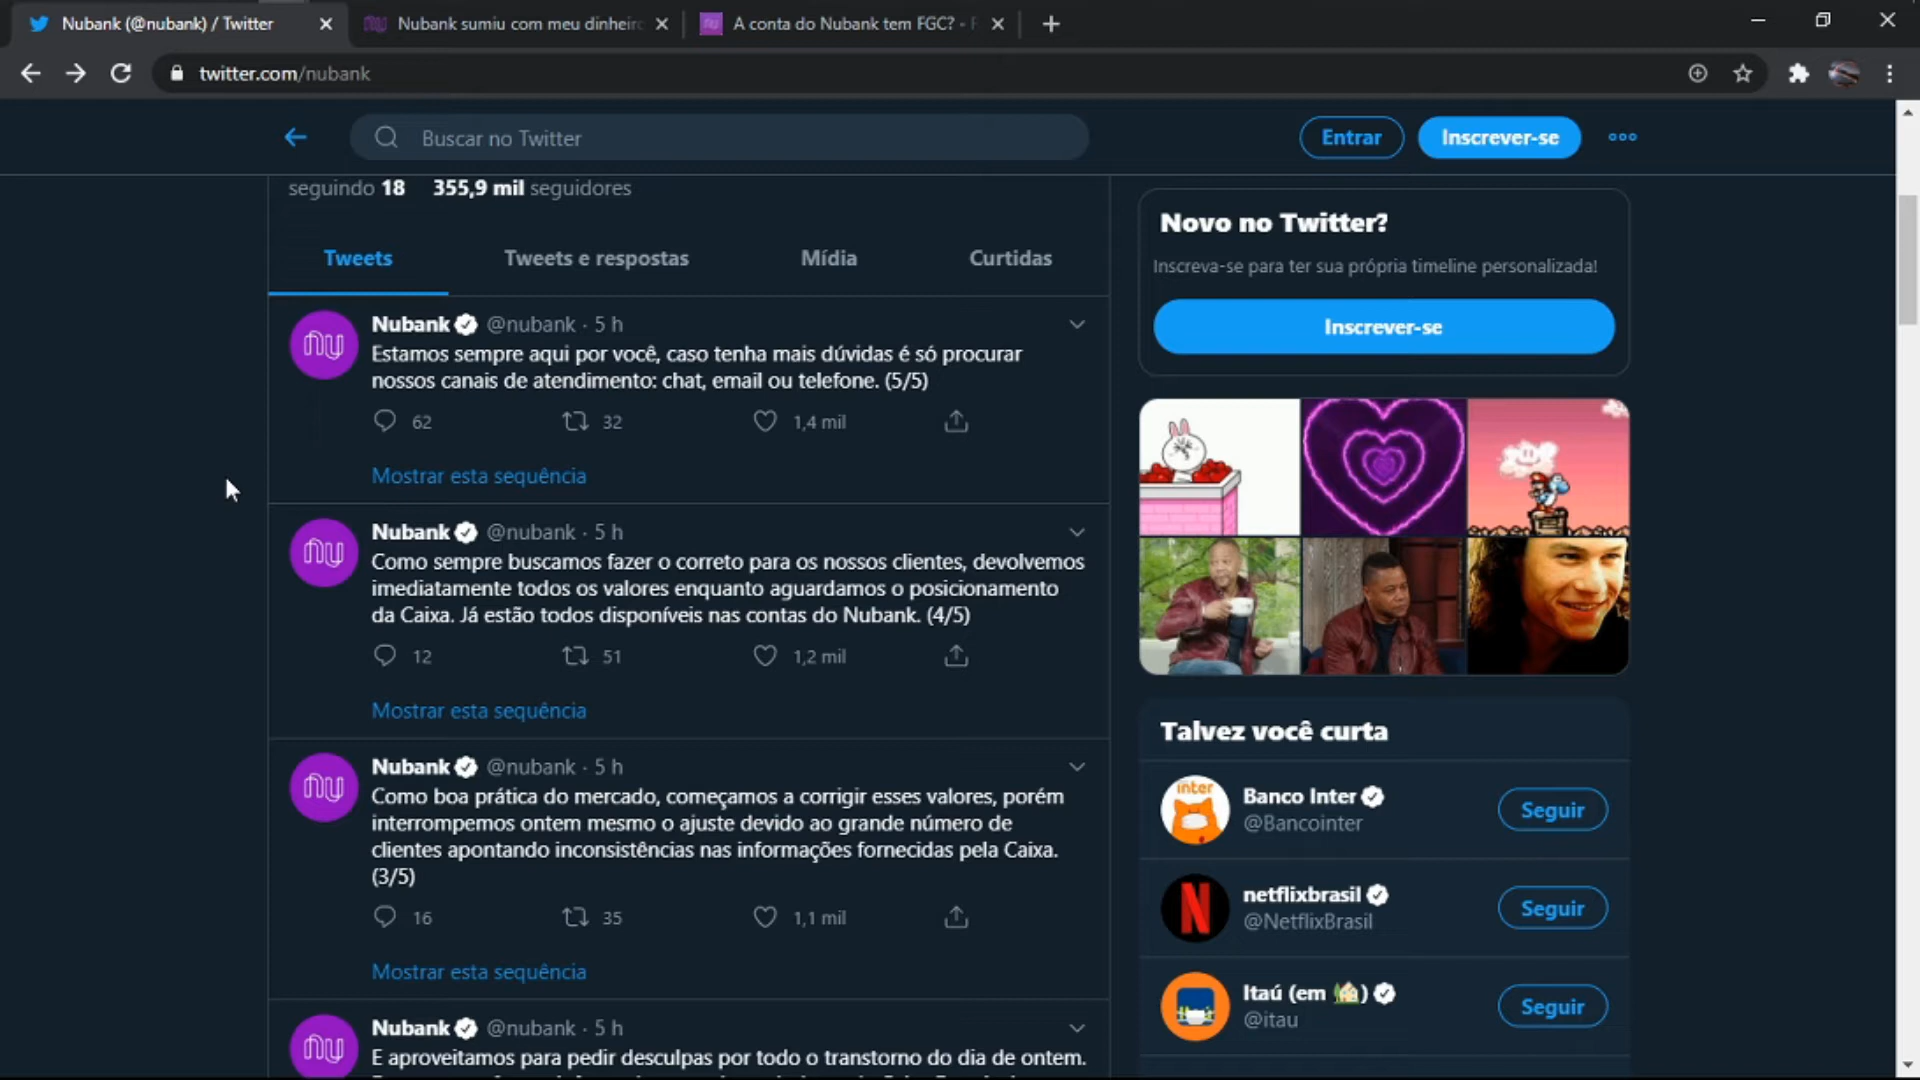 Nubank (@nubank) / Twitter
Nubank sumiu com meu dinheiro
A conta do Nubank tem FGC? -
twitter.com/nubank
Buscar no Twitter
Entrar
Inscrever-se
seguindo 18 355,9 mil seguidores
Tweets
Tweets e respostas
Mídia
Curtidas
Nubank @nubank · 5 h
Estamos sempre aqui por você, caso tenha mais dúvidas é só procurar
nossos canais de atendimento: chat, email ou telefone. (5/5)
62 32 1,4 mil
Mostrar esta sequência
Nubank @nubank · 5 h
Como sempre buscamos fazer o correto para os nossos clientes, devolvemos
imediatamente todos os valores enquanto aguardamos o posicionamento
da Caixa. Já estão todos disponíveis nas contas do Nubank. (4/5)
12 51 1,2 mil
Mostrar esta sequência
Nubank @nubank · 5 h
Como boa prática do mercado, começamos a corrigir esses valores, porém
interrompemos ontem mesmo o ajuste devido ao grande número de
clientes apontando inconsistências nas informações fornecidas pela Caixa.
(3/5)
16 35 1,1 mil
Mostrar esta sequência
Nubank @nubank · 5 h
E aproveitamos para pedir desculpas por todo o transtorno do dia de ontem.
Novo no Twitter?
Inscreva-se para ter sua própria timeline personalizada!
Inscrever-se
Talvez você curta
inter
Banco Inter
@Bancointer
Seguir
netflixbrasil
@NetflixBrasil
Seguir
Itaú (em 🏡)
@itau
Seguir